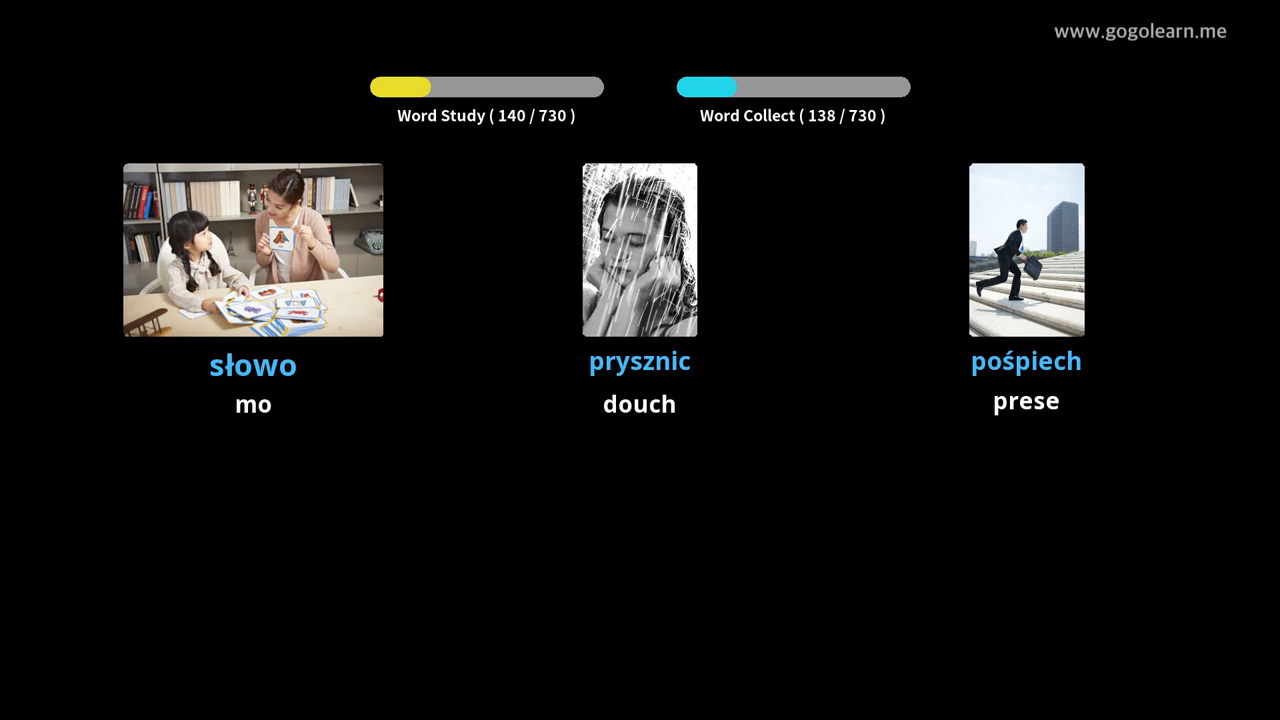 www.gogolearn.me
Word Study ( 140 / 730 )
Word Collect ( 138 / 730 )
słowo
prysznic
pośpiech
mo
douch
prese